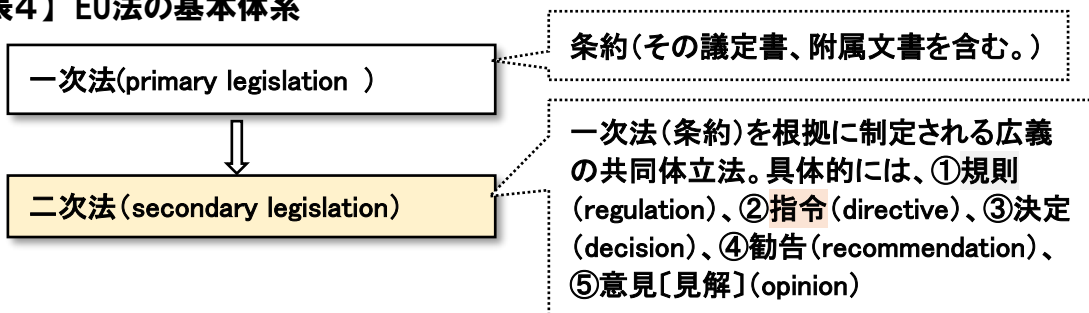 表4】EU法の基本体系
条約(その議定書、附属文書を含む。)
一次法(primary legislation )
一次法(条約)を根拠に制定される広義
の共同体立法。具体的には、①規則
(regulation)、②指令(directive)、③決定
(decision)、④勧告(recommendation)、
⑤意見〔見解〕(opinion)
二次法(secondary legislation)